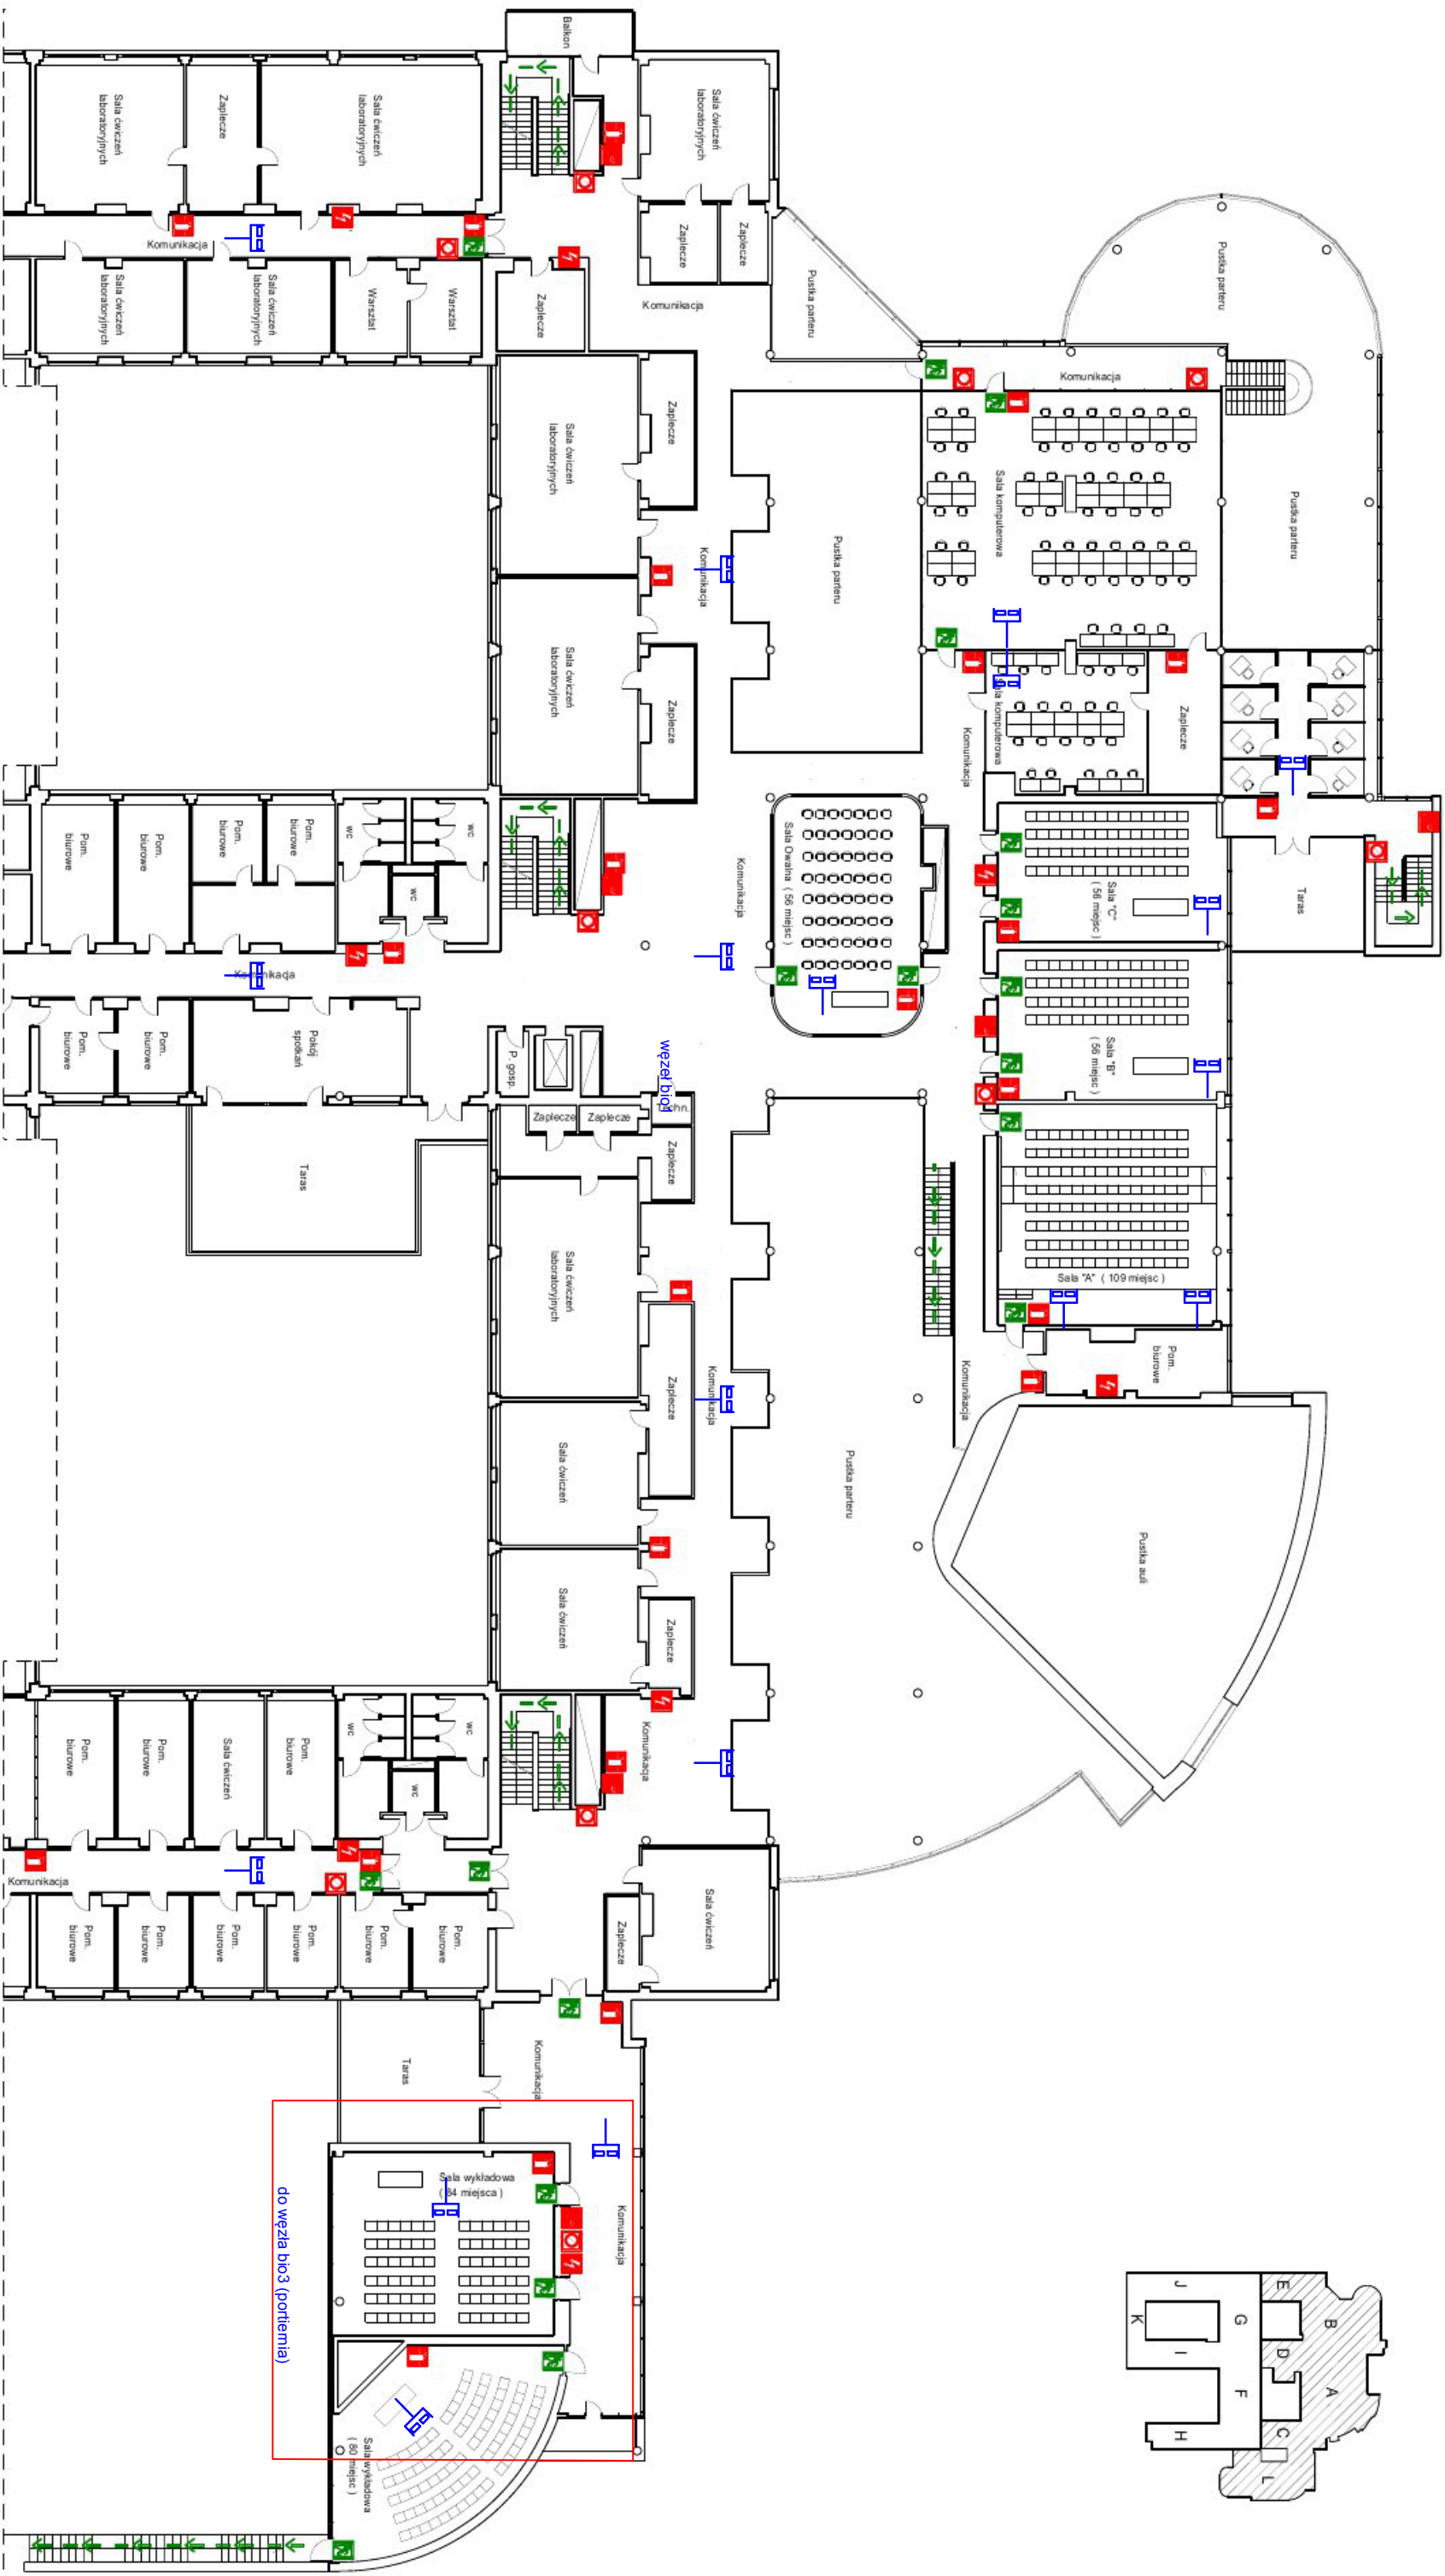 Balkon
Sala ćwiczeń
laboratoryjnych
Zaplecze
Sala ćwiczeń
laboratoryjnych
Sala ćwiczeń
laboratoryjnych
Zaplecze
Zaplecze
Pustka parteru
Pustka parteru
Komunikacja
Sala ćwiczeń
laboratoryjnych
Sala ćwiczeń
laboratoryjnych
Warsztat
Warsztat
Zaplecze
Komunikacja
Komunikacja
Sala ćwiczeń
laboratoryjnych
Zaplecze
Komunikacja
Pustka parteru
Sala komputerowa
Pustka parteru
Sala ćwiczeń
laboratoryjnych
Zaplecze
Sala komputerowa
Zaplecze
Komunikacja
Pom.
biurowe
Pom.
biurowe
Pom.
biurowe
Pom.
biurowe
wc
wc
wc
Komunikacja
Sala Owalna ( 56 miejsc )
Sala "C"
( 56 miejsc )
Taras
Komunikacja
Pom.
biurowe
Pom.
biurowe
Pokój
spotkań
P. gosp.
węzeł bio1
Sala "B"
( 56 miejsc )
Zaplecze
Zaplecze
Zaplecze
Taras
Sala ćwiczeń
laboratoryjnych
Sala "A" ( 109 miejsc )
Zaplecze
Komunikacja
Komunikacja
Pom.
biurowe
Sala ćwiczeń
Pustka parteru
Pustka auli
Sala ćwiczeń
Zaplecze
Pom.
biurowe
Pom.
biurowe
Sala ćwiczeń
Pom.
biurowe
wc
wc
wc
Komunikacja
Komunikacja
Pom.
biurowe
Pom.
biurowe
Pom.
biurowe
Pom.
biurowe
Pom.
biurowe
Pom.
biurowe
Zaplecze
Sala ćwiczeń
Taras
Komunikacja
Sala wykładowa
( 84 miejsca )
Komunikacja
do węzła bio3 (portiernia)
Sala wykładowa
( 80 miejsc )
J
E
K
G
B
I
D
F
A
H
C
L